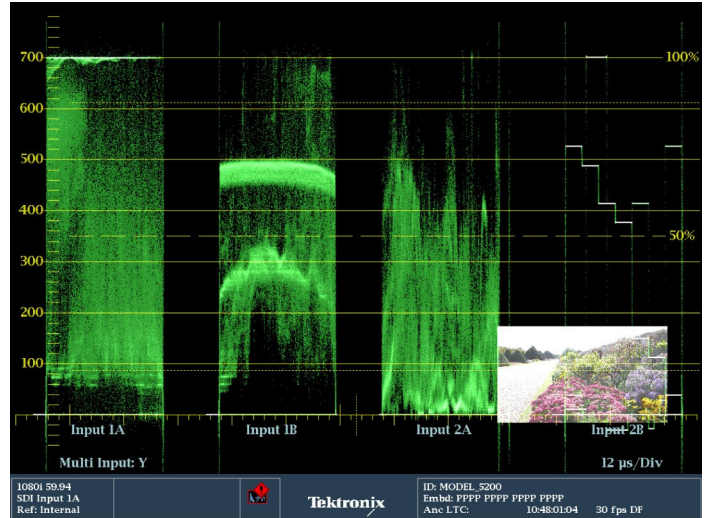 700
100%
600
500
400
50%
300
200
100
Input 1A
Input 1B
Input 2A
Input 2B
Multi Input: Y
12 µs/Div
1080i 59.94
SDI Input 1A
Ref: Internal
Tektronix
ID: MODEL_5200
Embd: PPPP PPPP PPPP PPPP
Anc LTC: 10:48:01:04 30 fps DF